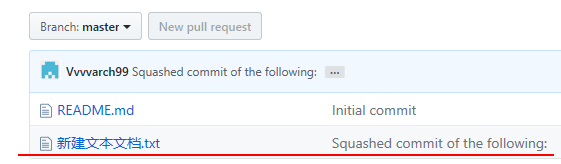 Branch: master New pull request
Vvvvarch99 Squashed commit of the following: ...
README.md Initial commit
新建文本文档.txt Squashed commit of the following: